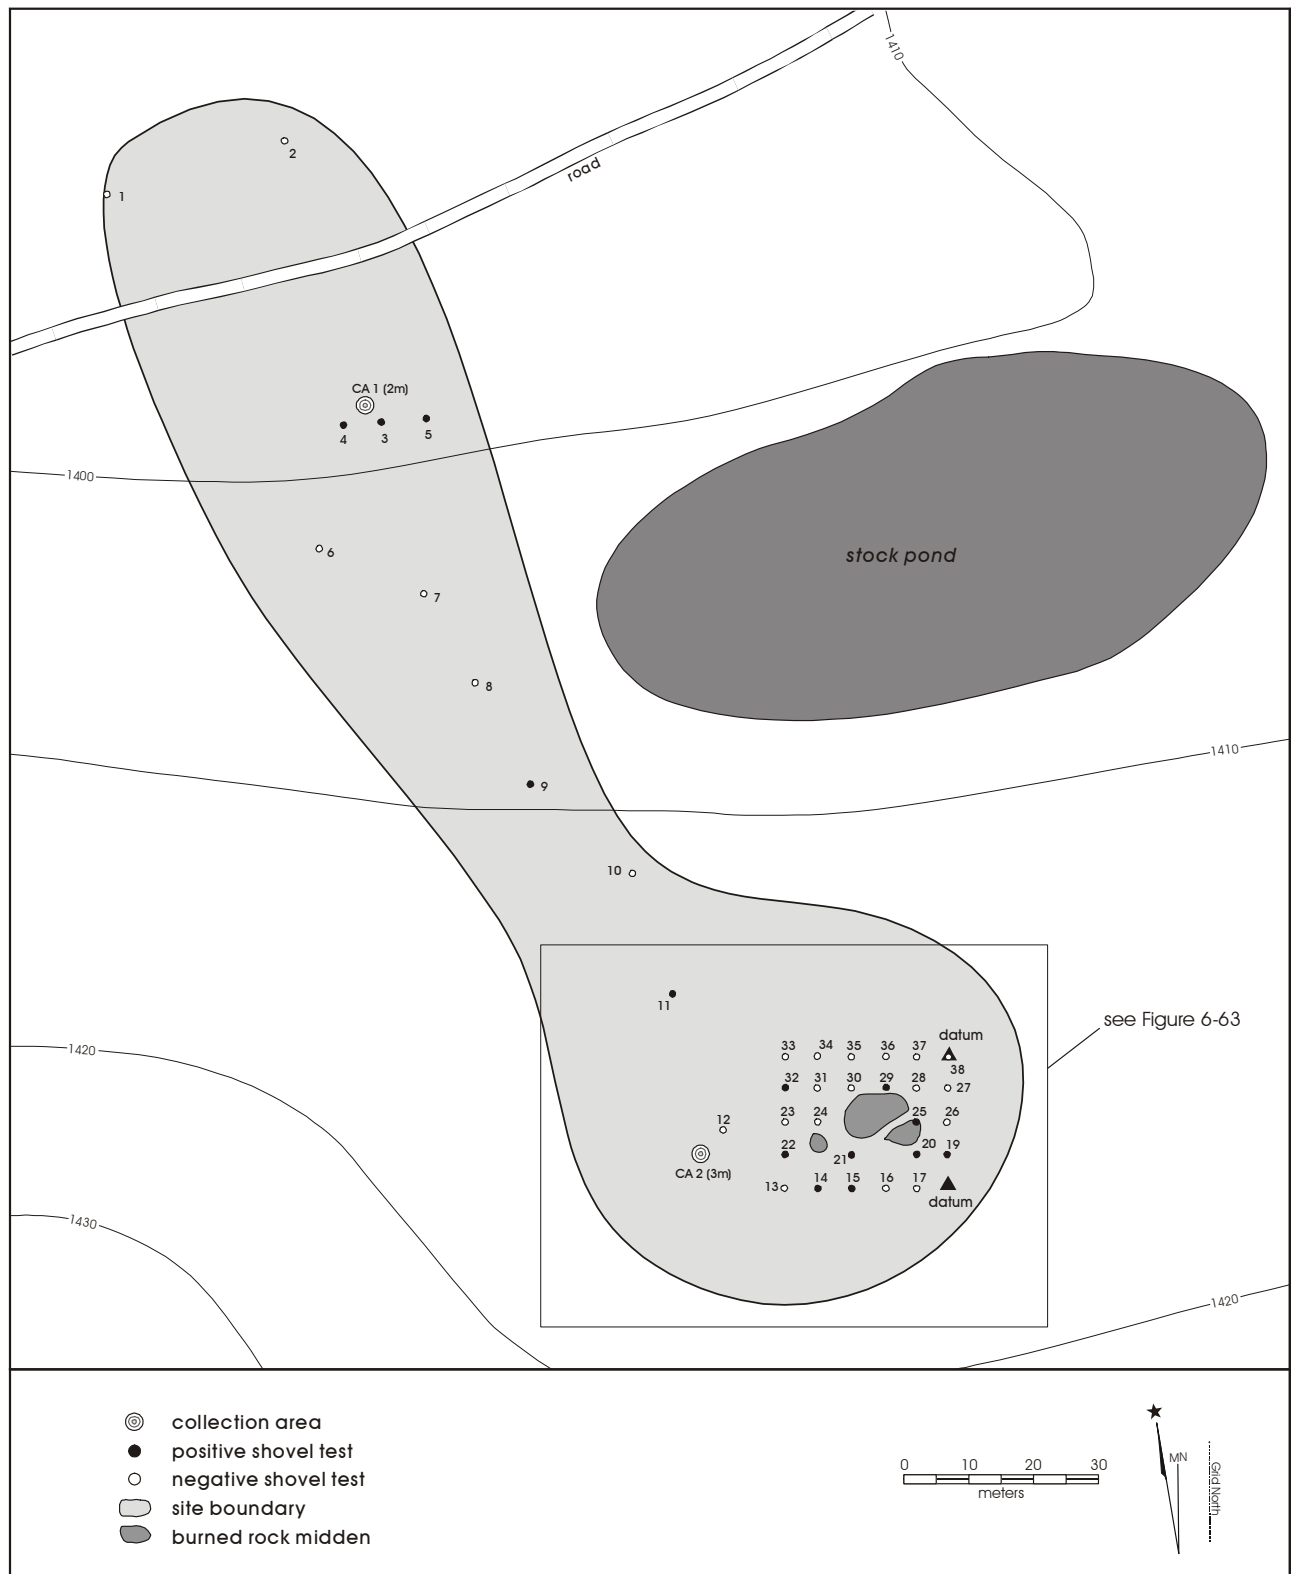 1410
2
road
1
CA 1 (2m)
4 3 5
1400
6
stock pond
7
8
1410
9
10
11
see Figure 6-63
datum
33 34 35 36 37
38
1420
32 31 30 29 28 27
12
23 24 25 26
22 21 20 19
CA 2 (3m)
13 14 15 16 17
datum
1430
1420
collection area
positive shovel test
negative shovel test
site boundary
burned rock midden
0 10 20 30
meters
MN
Grid North